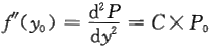 f″(y₀) = d²P/dy² = C × P₀